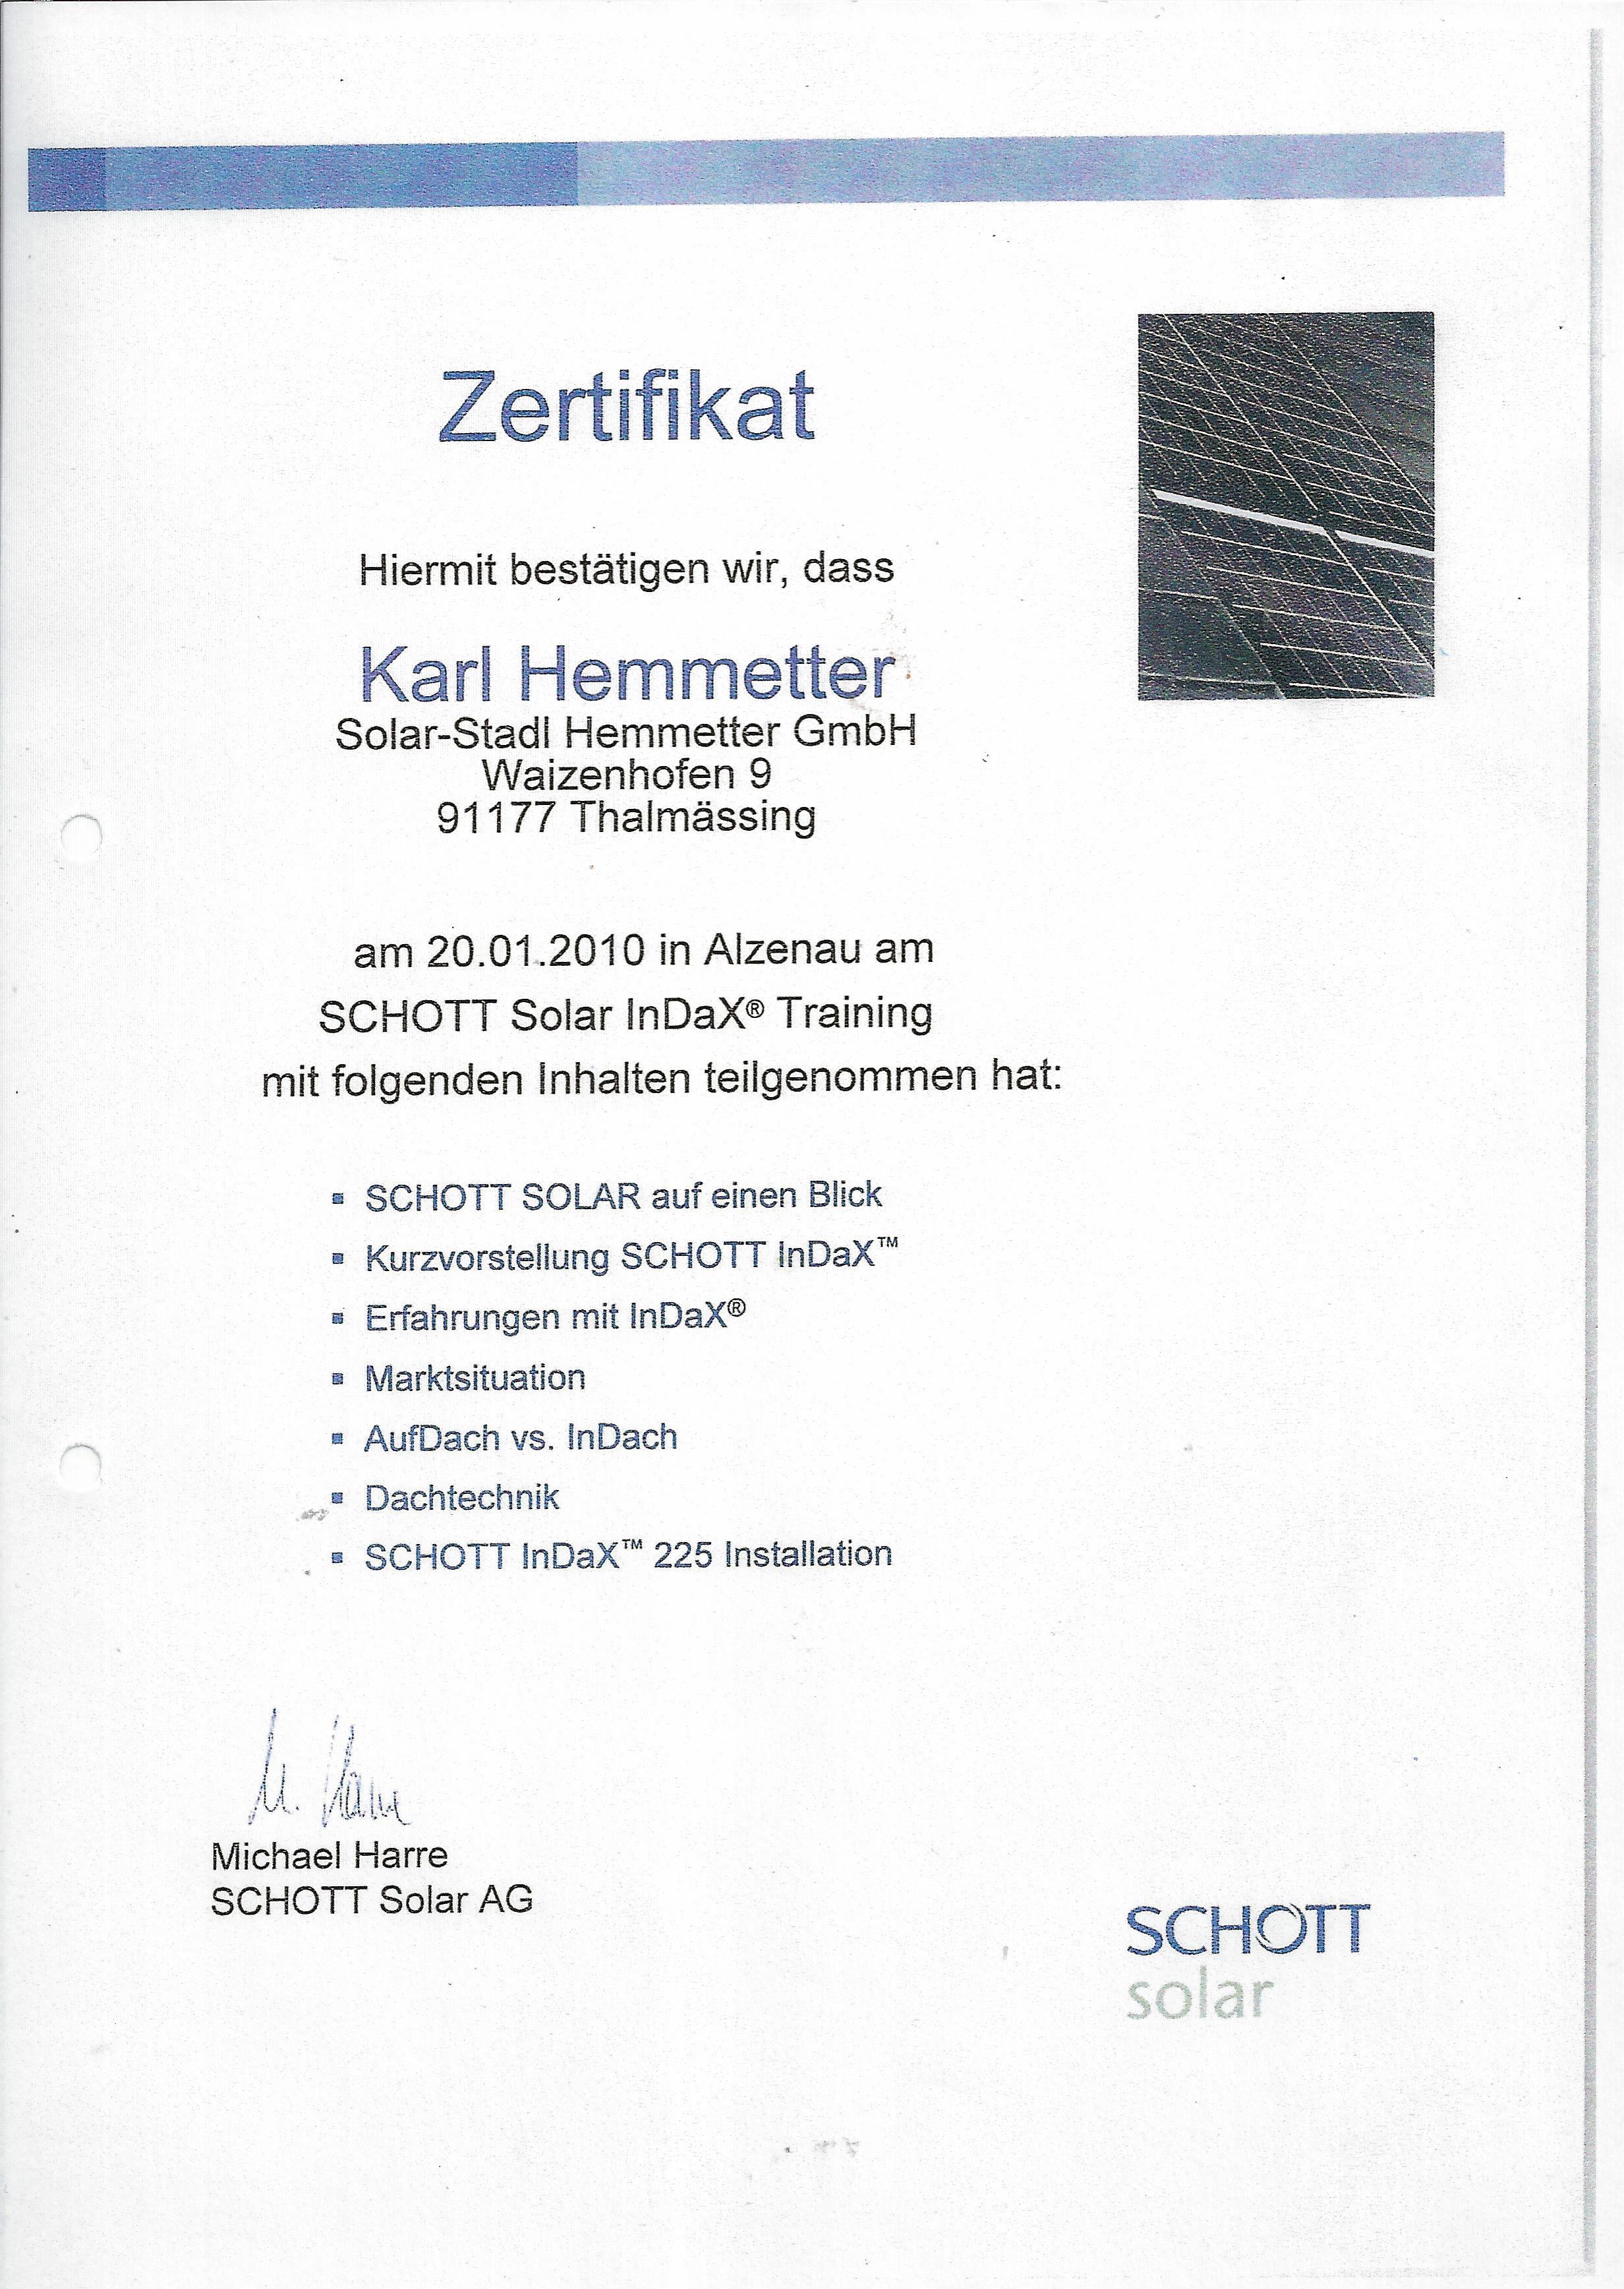 Zertifikat
Hiermit bestätigen wir, dass
Karl Hemmetter
Solar-Stadl Hemmetter GmbH
Waizenhofen 9
91177 Thalmässing
am 20.01.2010 in Alzenau am
SCHOTT Solar InDaX® Training
mit folgenden Inhalten teilgenommen hat:
▪ SCHOTT SOLAR auf einen Blick
▪ Kurzvorstellung SCHOTT InDaX™
▪ Erfahrungen mit InDaX®
▪ Marktsituation
▪ AufDach vs. InDach
▪ Dachtechnik
▪ SCHOTT InDaX™ 225 Installation
M. Harre
Michael Harre
SCHOTT Solar AG
SCHOTT
solar